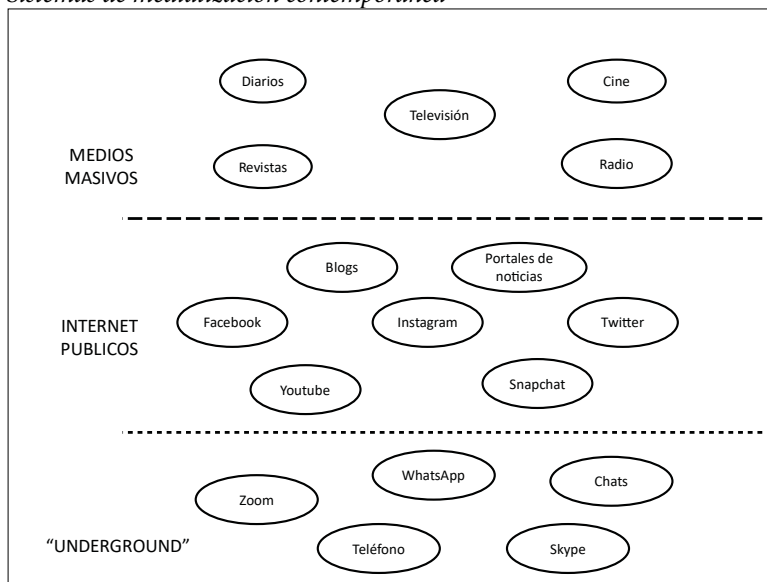 Sistemas de mediatización contemporánea
Diarios
Cine
Televisión
MEDIOS
MASIVOS
Revistas
Radio
Blogs
Portales de
noticias
INTERNET
PUBLICOS
Facebook
Instagram
Twitter
Youtube
Snapchat
WhatsApp
Chats
Zoom
"UNDERGROUND"
Teléfono
Skype